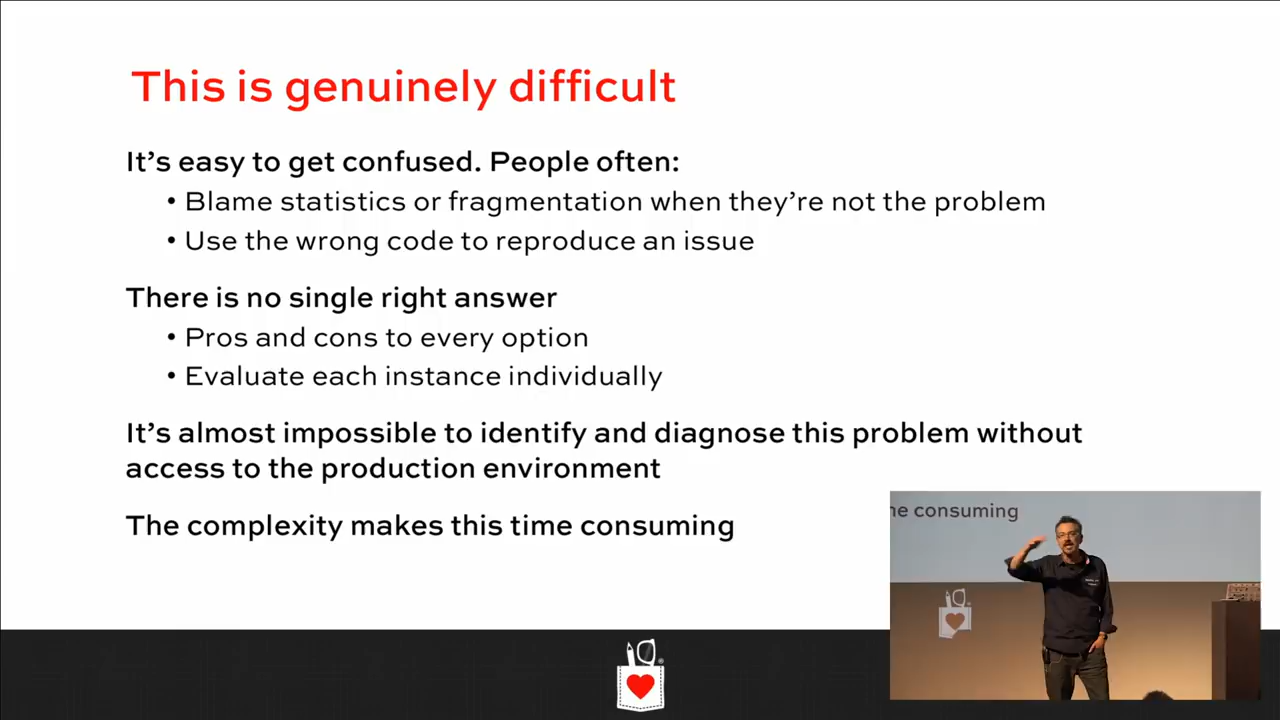 This is genuinely difficult
It's easy to get confused. People often:
• Blame statistics or fragmentation when they're not the problem
• Use the wrong code to reproduce an issue
There is no single right answer
• Pros and cons to every option
• Evaluate each instance individually
It's almost impossible to identify and diagnose this problem without
access to the production environment
The complexity makes this time consuming
ne consuming